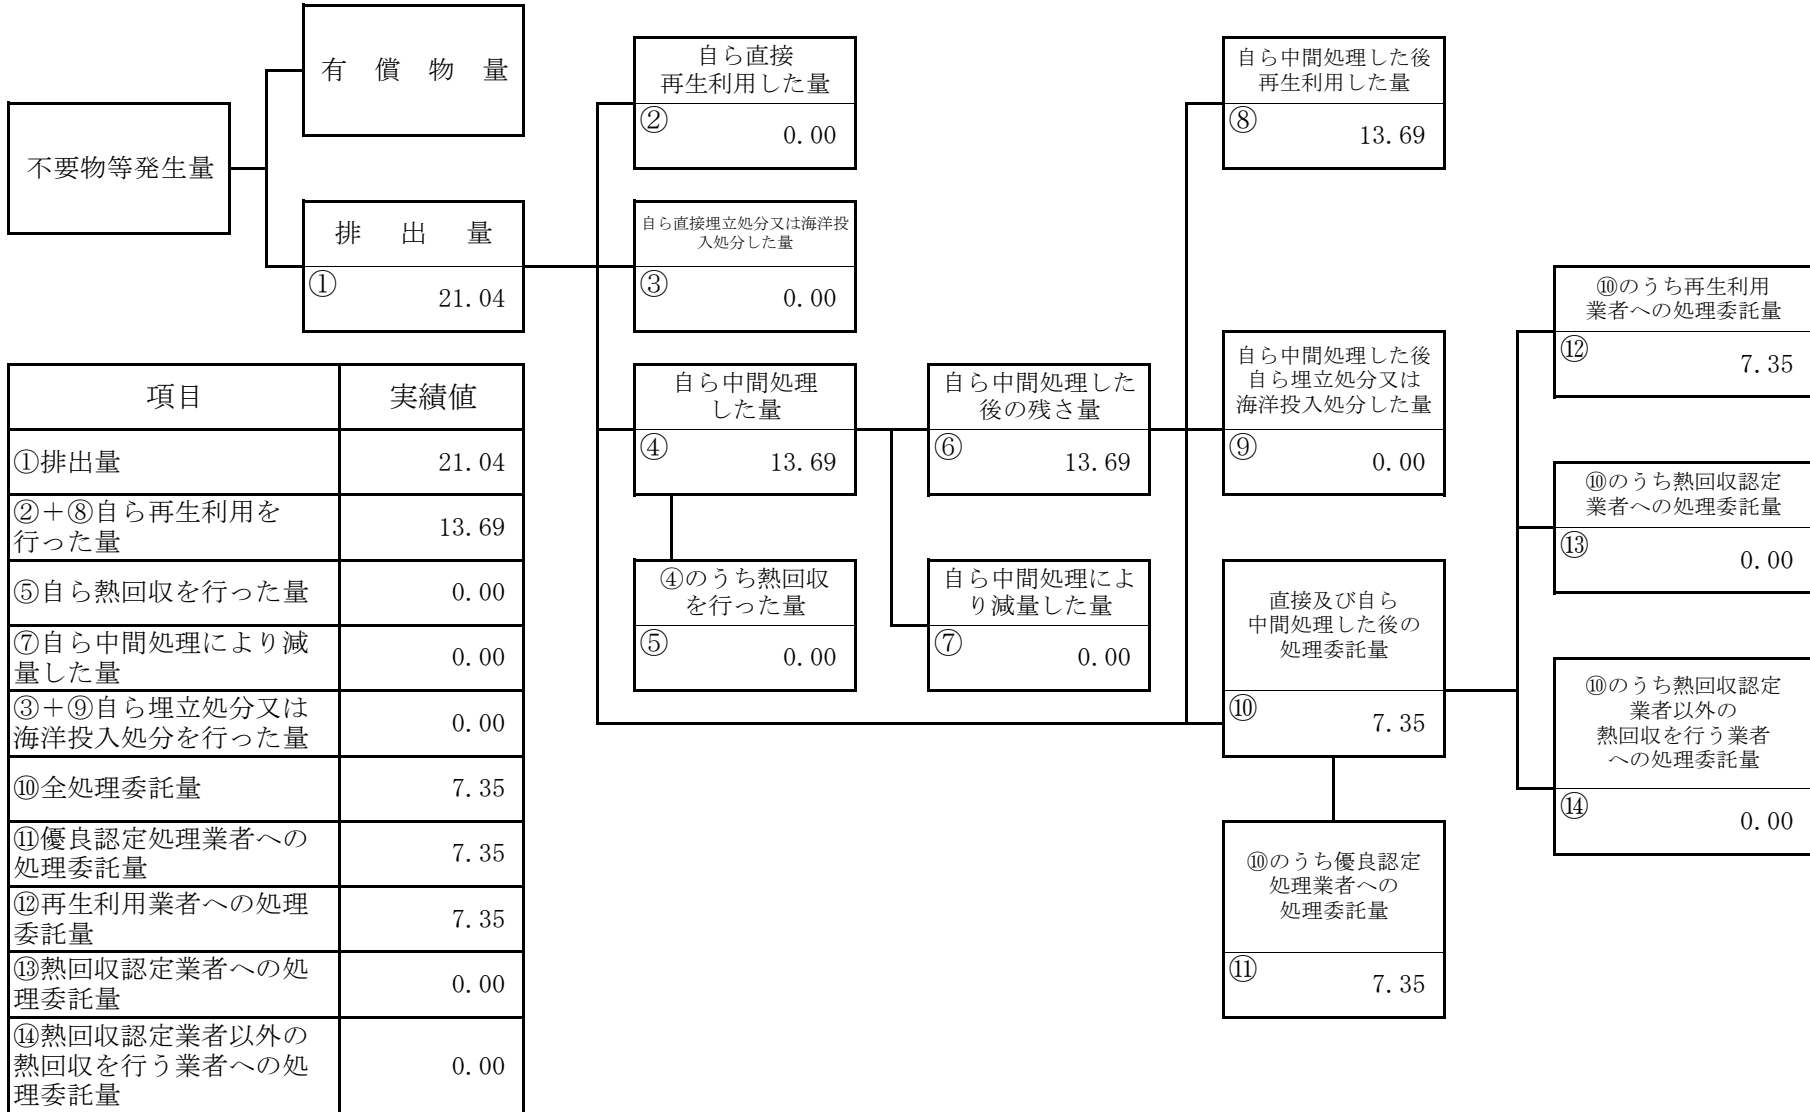 有償物量
不要物等発生量
排出量
①
21.04
自ら直接
再生利用した量
②
0.00
自ら直接埋立処分又は海洋投
入処分した量
③
0.00
自ら中間処理
した量
④
13.69
④のうち熱回収
を行った量
⑤
0.00
自ら中間処理した
後の残さ量
⑥
13.69
自ら中間処理によ
り減量した量
⑦
0.00
自ら中間処理した後
再生利用した量
⑧
13.69
自ら中間処理した後
自ら埋立処分又は
海洋投入処分した量
⑨
0.00
直接及び自ら
中間処理した後の
処理委託量
⑩
7.35
⑩のうち優良認定
処理業者への
処理委託量
⑪
7.35
⑩のうち再生利用
業者への処理委託量
⑫
7.35
⑩のうち熱回収認定
業者への処理委託量
⑬
0.00
⑩のうち熱回収認定
業者以外の
熱回収を行う業者
への処理委託量
⑭
0.00
項目 実績値
①排出量 21.04
②+⑧自ら再生利用を
行った量 13.69
⑤自ら熱回収を行った量 0.00
⑦自ら中間処理により減
量した量 0.00
③+⑨自ら埋立処分又は
海洋投入処分を行った量 0.00
⑩全処理委託量 7.35
⑪優良認定処理業者への
処理委託量 7.35
⑫再生利用業者への処理
委託量 7.35
⑬熱回収認定業者への処
理委託量 0.00
⑭熱回収認定業者以外の
熱回収を行う業者への処
理委託量 0.00